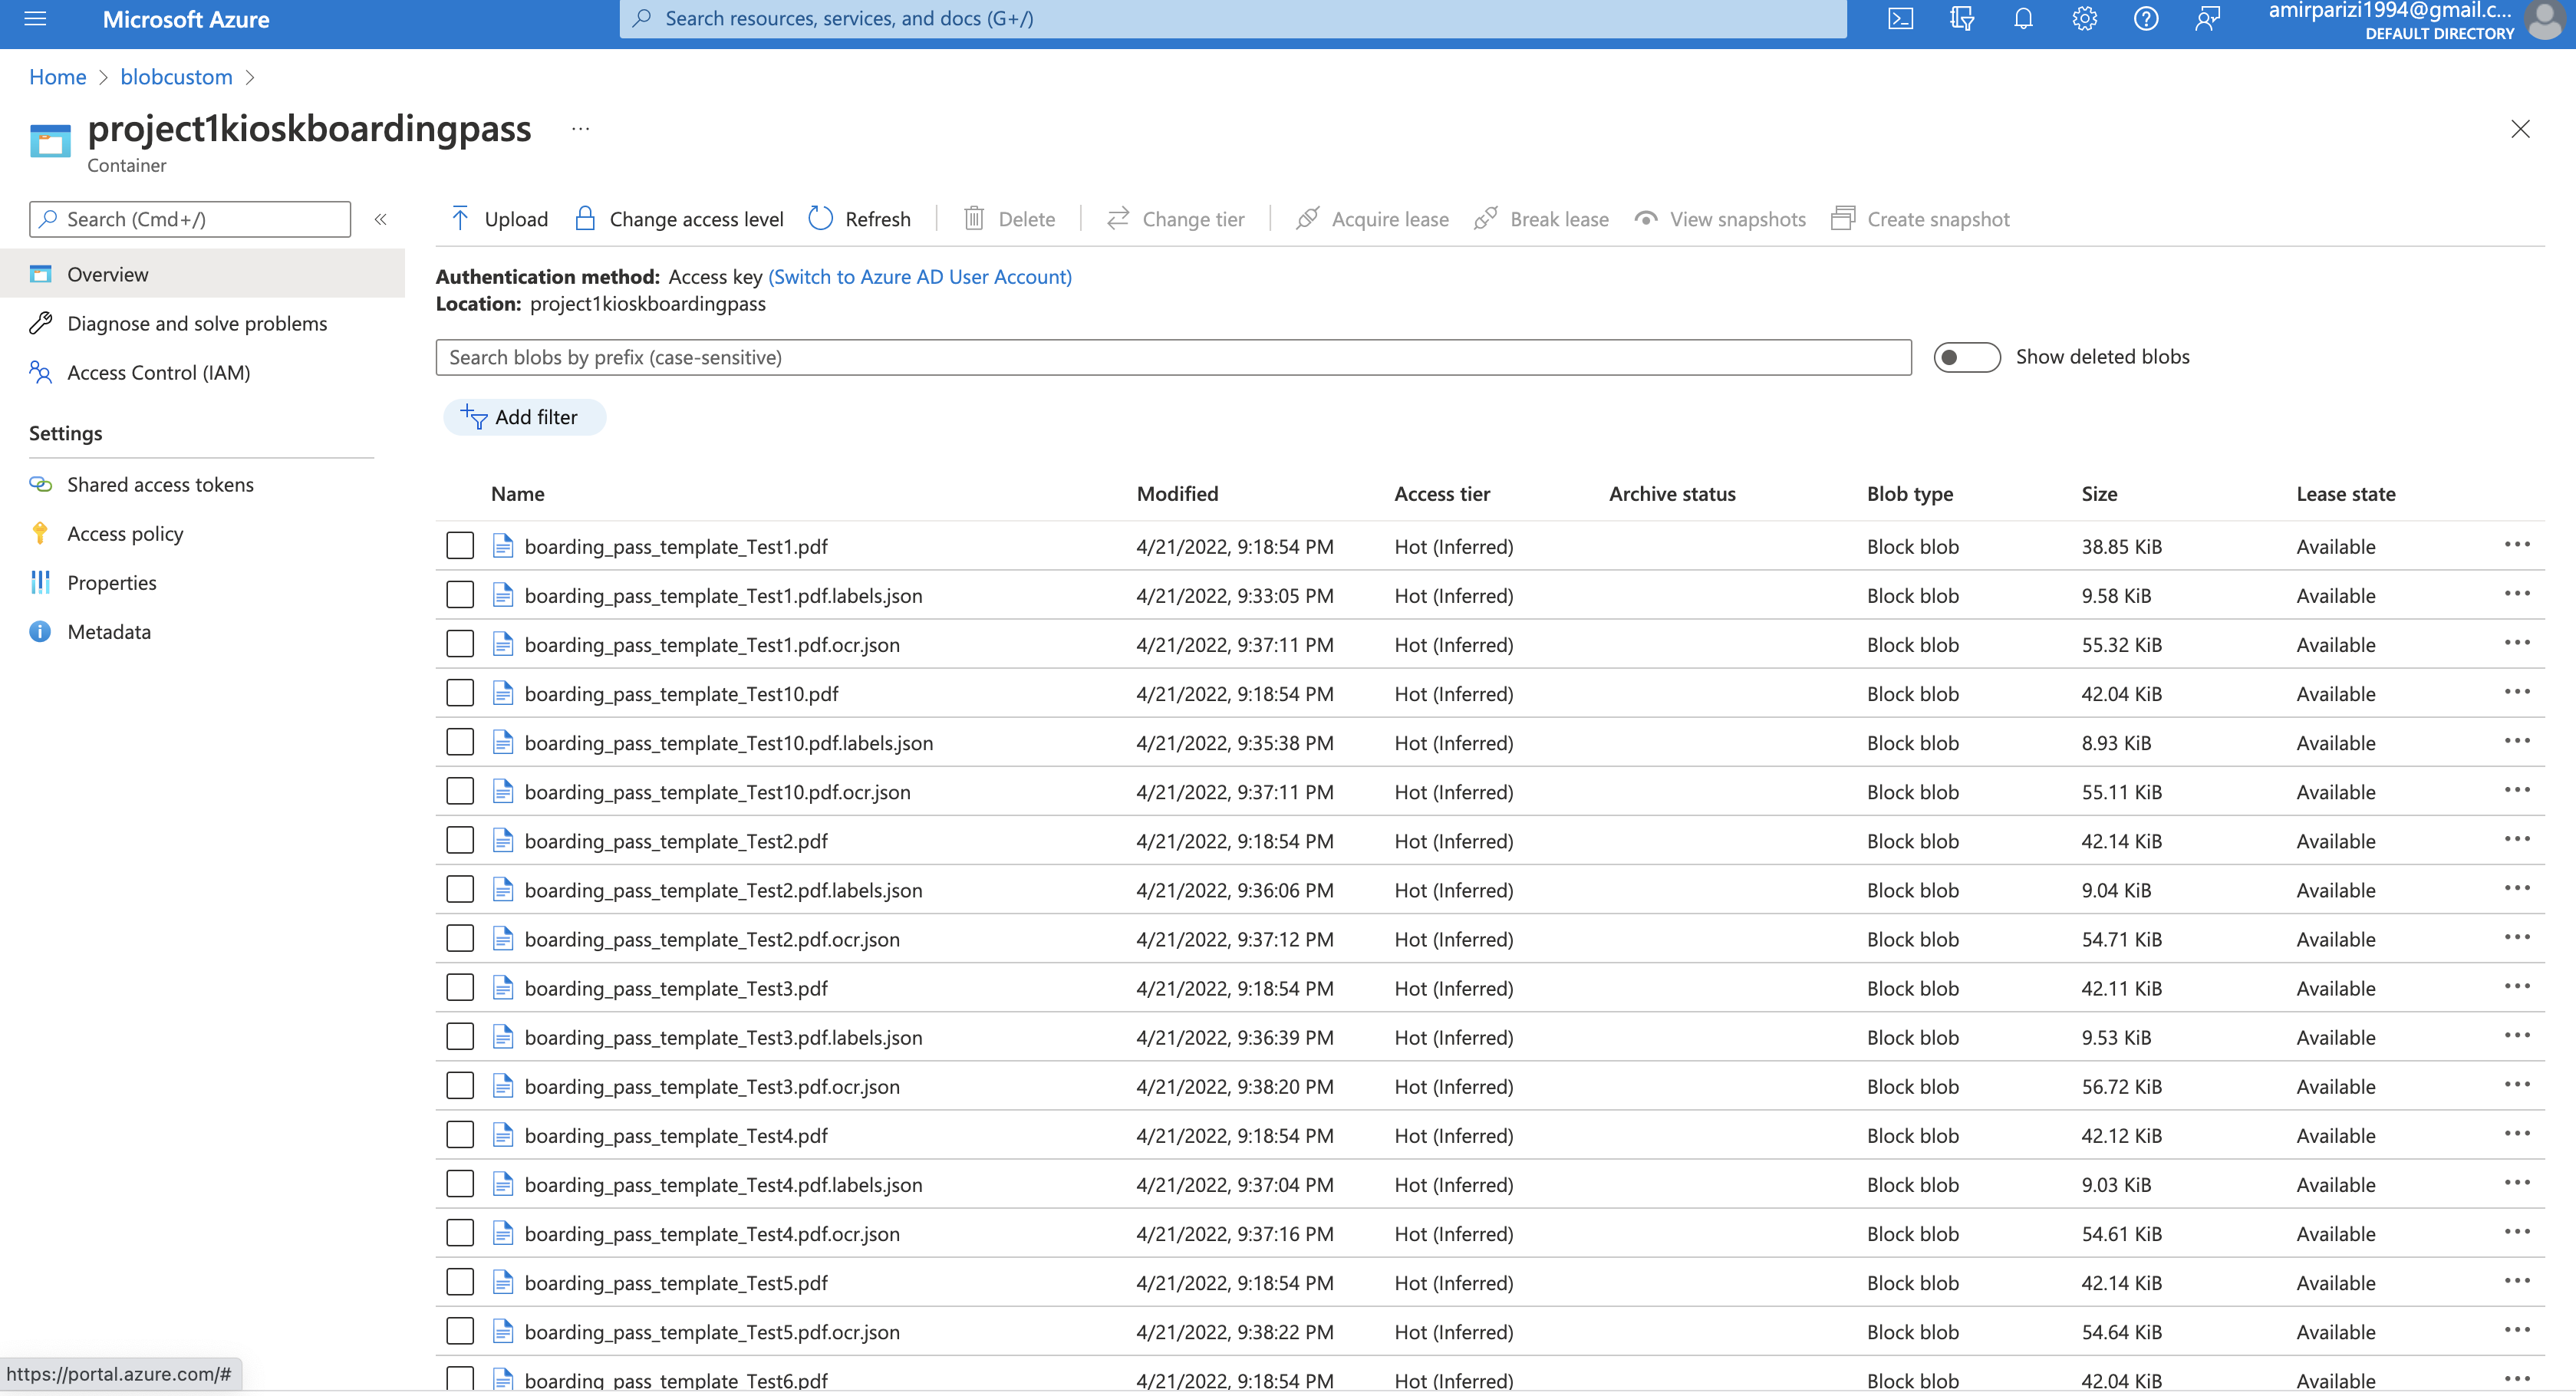 Microsoft Azure
Search resources, services, and docs (G+/)
amirparizi1994@gmail.c...
DEFAULT DIRECTORY
Home > blobcustom >
project1kioskboardingpass ...
Container
Search (Cmd+/)
«
Upload Change access level Refresh Delete Change tier Acquire lease Break lease View snapshots Create snapshot
Overview
Diagnose and solve problems
Access Control (IAM)
Settings
Shared access tokens
Access policy
Properties
Metadata
Authentication method: Access key (Switch to Azure AD User Account)
Location: project1kioskboardingpass
Search blobs by prefix (case-sensitive)
Show deleted blobs
Add filter
Name Modified Access tier Archive status Blob type Size Lease state
boarding_pass_template_Test1.pdf 4/21/2022, 9:18:54 PM Hot (Inferred) Block blob 38.85 KiB Available ...
boarding_pass_template_Test1.pdf.labels.json 4/21/2022, 9:33:05 PM Hot (Inferred) Block blob 9.58 KiB Available ...
boarding_pass_template_Test1.pdf.ocr.json 4/21/2022, 9:37:11 PM Hot (Inferred) Block blob 55.32 KiB Available ...
boarding_pass_template_Test10.pdf 4/21/2022, 9:18:54 PM Hot (Inferred) Block blob 42.04 KiB Available ...
boarding_pass_template_Test10.pdf.labels.json 4/21/2022, 9:35:38 PM Hot (Inferred) Block blob 8.93 KiB Available ...
boarding_pass_template_Test10.pdf.ocr.json 4/21/2022, 9:37:11 PM Hot (Inferred) Block blob 55.11 KiB Available ...
boarding_pass_template_Test2.pdf 4/21/2022, 9:18:54 PM Hot (Inferred) Block blob 42.14 KiB Available ...
boarding_pass_template_Test2.pdf.labels.json 4/21/2022, 9:36:06 PM Hot (Inferred) Block blob 9.04 KiB Available ...
boarding_pass_template_Test2.pdf.ocr.json 4/21/2022, 9:37:12 PM Hot (Inferred) Block blob 54.71 KiB Available ...
boarding_pass_template_Test3.pdf 4/21/2022, 9:18:54 PM Hot (Inferred) Block blob 42.11 KiB Available ...
boarding_pass_template_Test3.pdf.labels.json 4/21/2022, 9:36:39 PM Hot (Inferred) Block blob 9.53 KiB Available ...
boarding_pass_template_Test3.pdf.ocr.json 4/21/2022, 9:38:20 PM Hot (Inferred) Block blob 56.72 KiB Available ...
boarding_pass_template_Test4.pdf 4/21/2022, 9:18:54 PM Hot (Inferred) Block blob 42.12 KiB Available ...
boarding_pass_template_Test4.pdf.labels.json 4/21/2022, 9:37:04 PM Hot (Inferred) Block blob 9.03 KiB Available ...
boarding_pass_template_Test4.pdf.ocr.json 4/21/2022, 9:37:16 PM Hot (Inferred) Block blob 54.61 KiB Available ...
boarding_pass_template_Test5.pdf 4/21/2022, 9:18:54 PM Hot (Inferred) Block blob 42.14 KiB Available ...
boarding_pass_template_Test5.pdf.ocr.json 4/21/2022, 9:38:22 PM Hot (Inferred) Block blob 54.64 KiB Available ...
boarding_pass_template_Test6.pdf 4/21/2022, 9:18:54 PM Hot (Inferred) Block blob 42.04 KiB Available ...
https://portal.azure.com/#